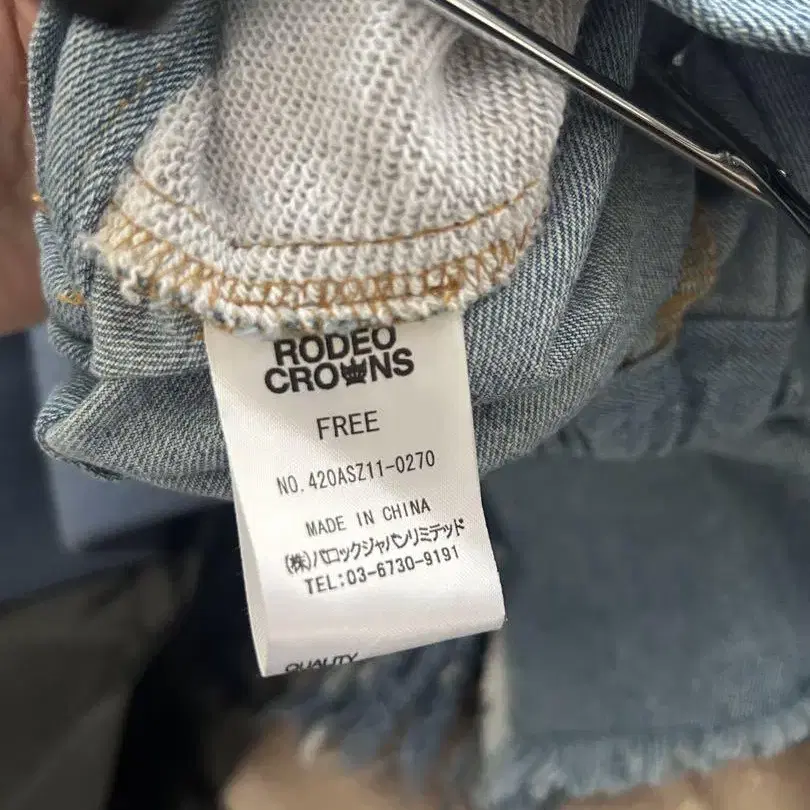 RODEO
CROWNS
FREE
NO.420ASZ11-0270
MADE IN CHINA
(株)バロックジャパンリミテッド
TEL:03-6730-9191
QUALITY